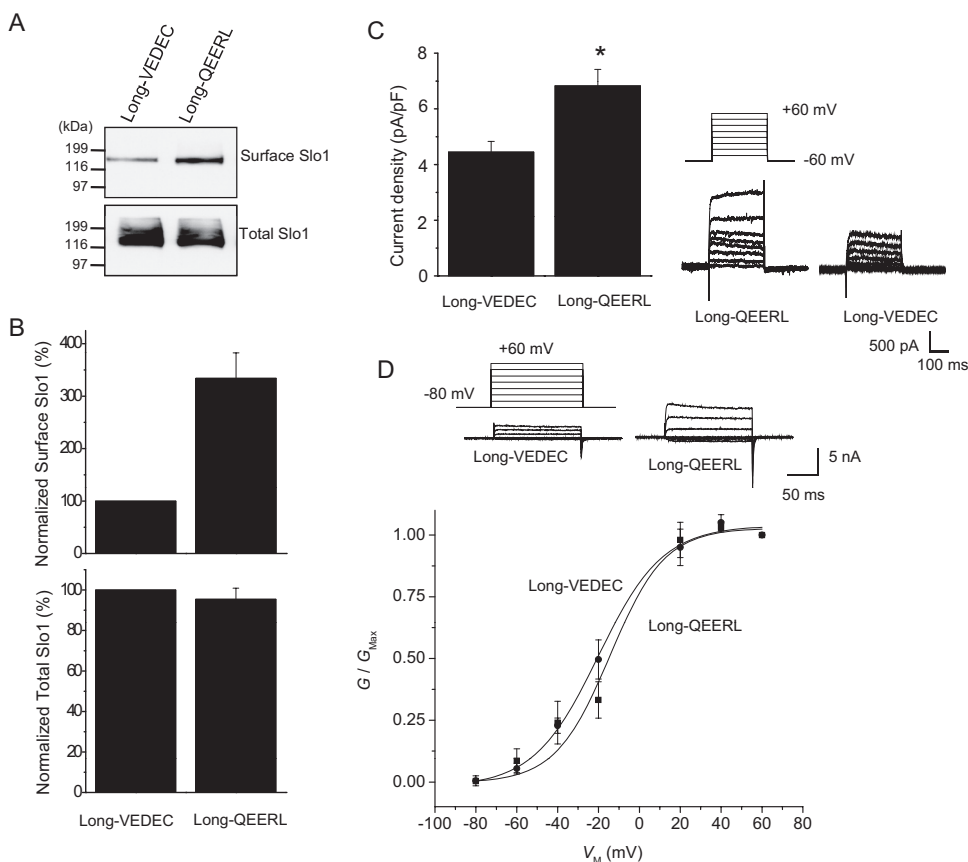 A
Long-VEDEC
Long-QEERL
(kDa)
199
116
97
Surface Slo1
199
116
97
Total Slo1
B
Normalized Surface Slo1 (%)
400
300
200
100
0
Normalized Total Slo1 (%)
100
80
60
40
20
0
Long-VEDEC
Long-QEERL
C
Current density (pA/pF)
8
6
4
2
0
*
Long-VEDEC
Long-QEERL
+60 mV
-60 mV
Long-QEERL
Long-VEDEC
500 pA
100 ms
D
+60 mV
-80 mV
Long-VEDEC
Long-QEERL
5 nA
50 ms
G / GMax
1.00
0.75
0.50
0.25
0.00
Long-VEDEC
Long-QEERL
-100 -80 -60 -40 -20 0 20 40 60 80
VM (mV)